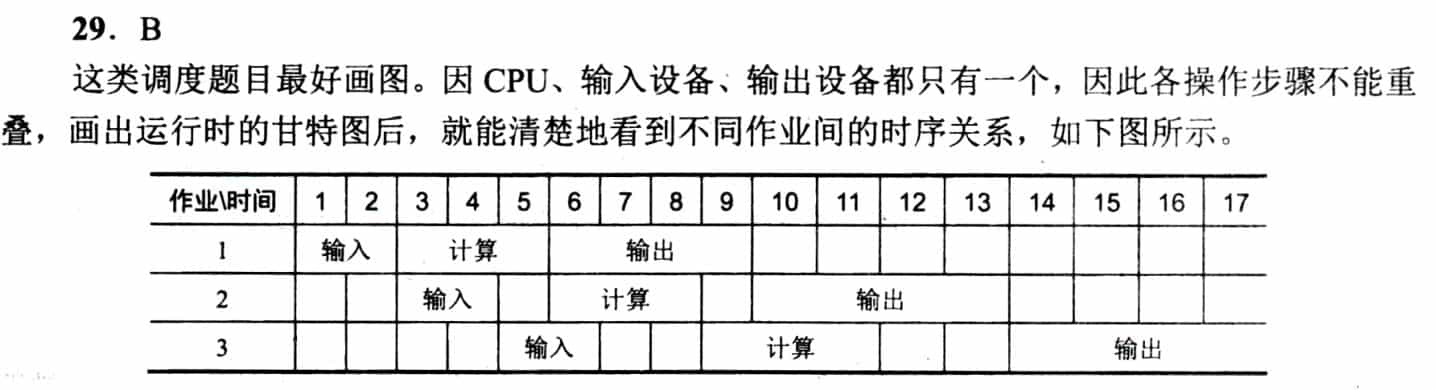 29. B
这类调度题目最好画图。因 CPU、输入设备、输出设备都只有一个，因此各操作步骤不能重
叠，画出运行时的甘特图后，就能清楚地看到不同作业间的时序关系，如下图所示。
作业\时间 1 2 3 4 5 6 7 8 9 10 11 12 13 14 15 16 17
1 输入 计算 输出
2 输入 计算 输出
3 输入 计算 输出